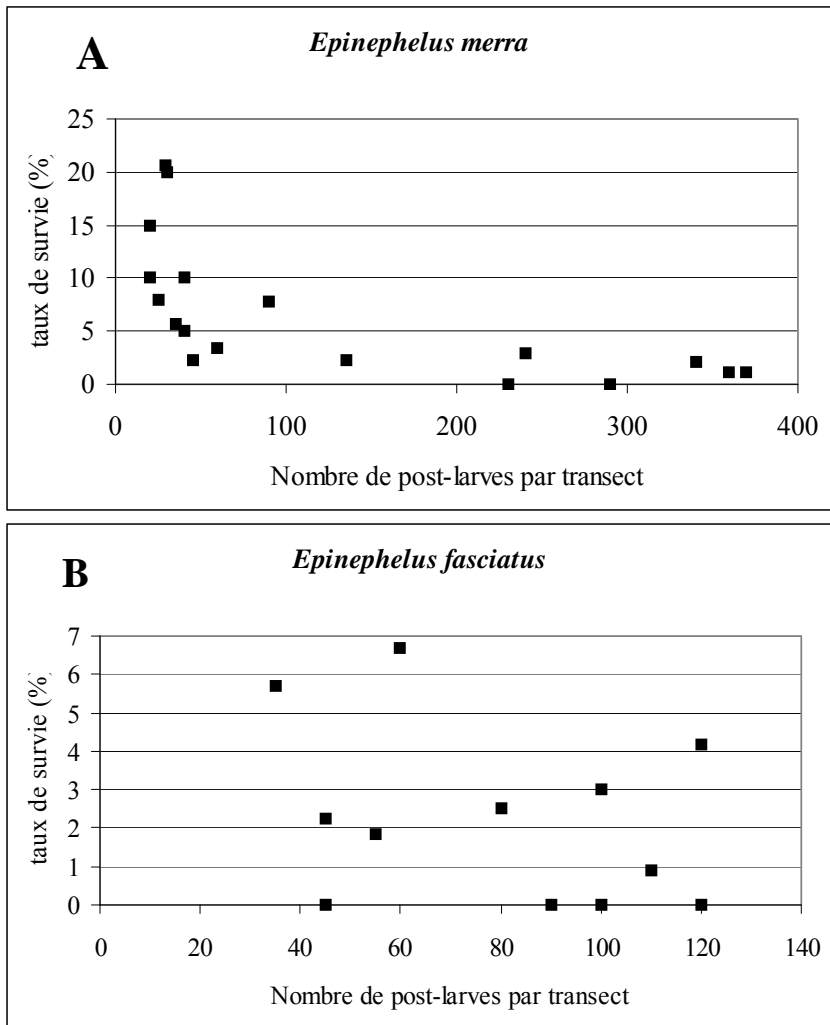 A
Epinephelus merra
taux de survie (%)
25
20
15
10
5
0
0 100 200 300 400
Nombre de post-larves par transect
B
Epinephelus fasciatus
taux de survie (%)
7
6
5
4
3
2
1
0
0 20 40 60 80 100 120 140
Nombre de post-larves par transect